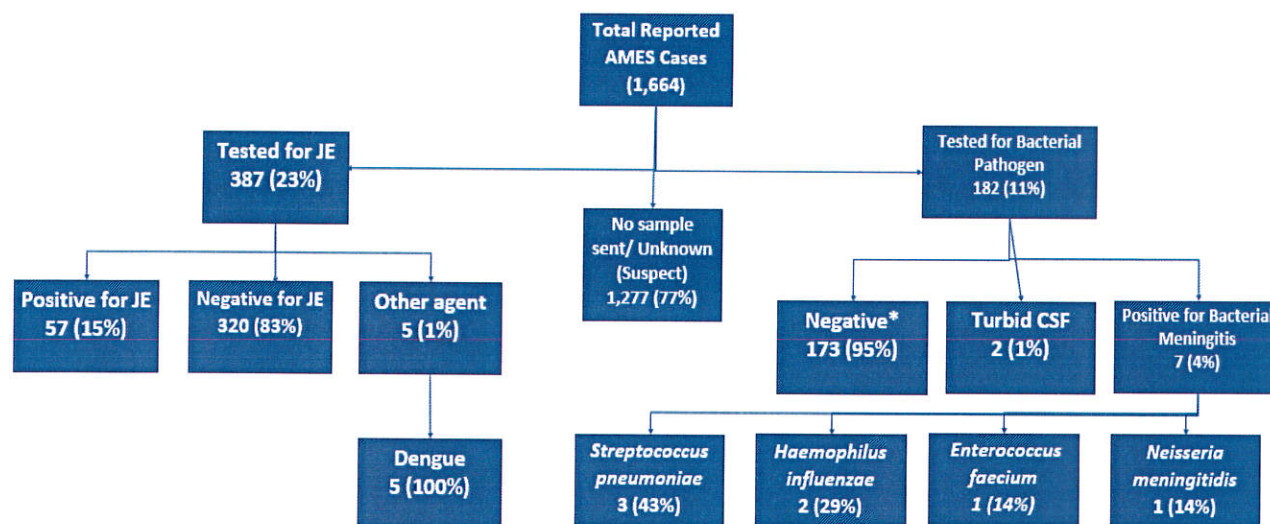 Total Reported
AMES Cases
(1,664)
Tested for JE
387 (23%)
Tested for Bacterial
Pathogen
182 (11%)
No sample
sent/ Unknown
(Suspect)
1,277 (77%)
Positive for JE
57 (15%)
Negative for JE
320 (83%)
Other agent
5 (1%)
Negative*
173 (95%)
Turbid CSF
2 (1%)
Positive for Bacterial
Meningitis
7 (4%)
Dengue
5 (100%)
Streptococcus
pneumoniae
3 (43%)
Haemophilus
influenzae
2 (29%)
Enterococcus
faecium
1 (14%)
Neisseria
meningitidis
1 (14%)